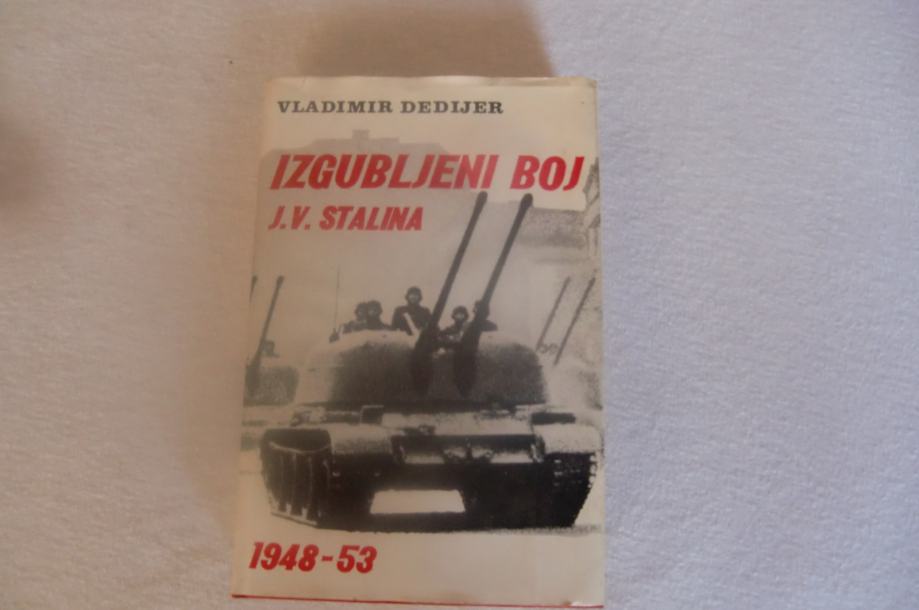 VLADIMIR DEDIJER
IZGUBLJENI BOJ
J.V. STALINA
1948-53